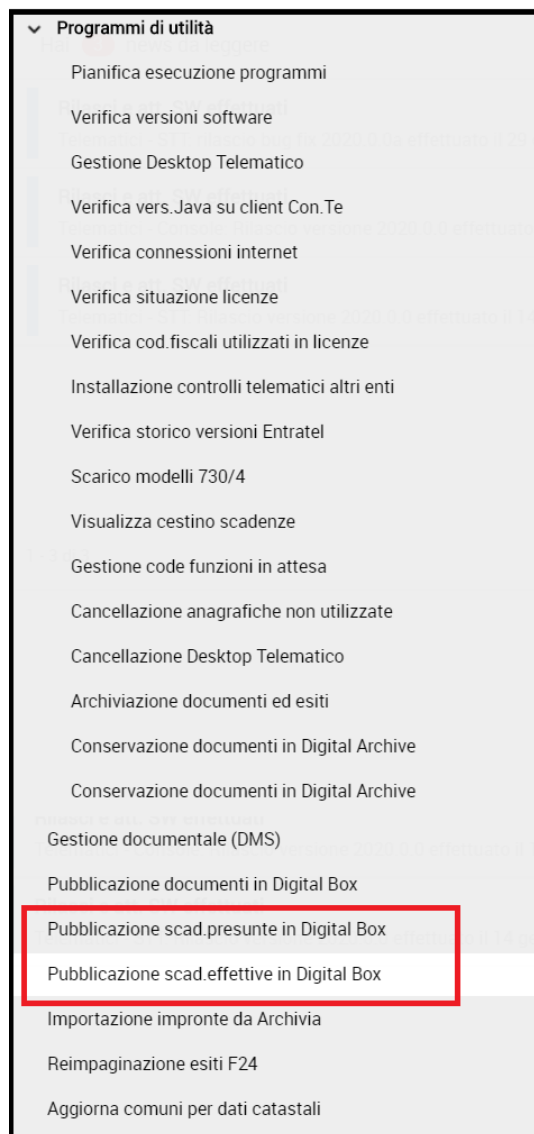 Programmi di utilità
Pianifica esecuzione programmi
Verifica versioni software
Gestione Desktop Telematico
Verifica vers.Java su client Con.Te
Verifica connessioni internet
Verifica situazione licenze
Verifica cod.fiscali utilizzati in licenze
Installazione controlli telematici altri enti
Verifica storico versioni Entratel
Scarico modelli 730/4
Visualizza cestino scadenze
Gestione code funzioni in attesa
Cancellazione anagrafiche non utilizzate
Cancellazione Desktop Telematico
Archiviazione documenti ed esiti
Conservazione documenti in Digital Archive
Conservazione documenti in Digital Archive
Gestione documentale (DMS)
Pubblicazione documenti in Digital Box
Pubblicazione scad.presunte in Digital Box
Pubblicazione scad.effettive in Digital Box
Importazione impronte da Archivia
Reimpaginazione esiti F24
Aggiorna comuni per dati catastali